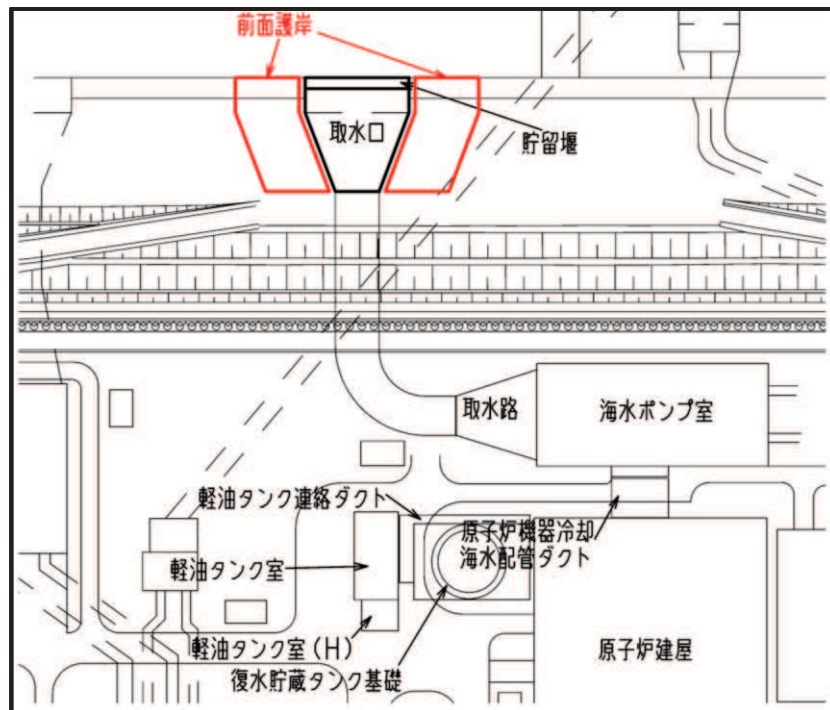 前面護岸
取水口
貯留堰
取水路
海水ポンプ室
軽油タンク連絡ダクト
原子炉機器冷却
海水配管ダクト
軽油タンク室
軽油タンク室(H)
復水貯蔵タンク基礎
原子炉建屋